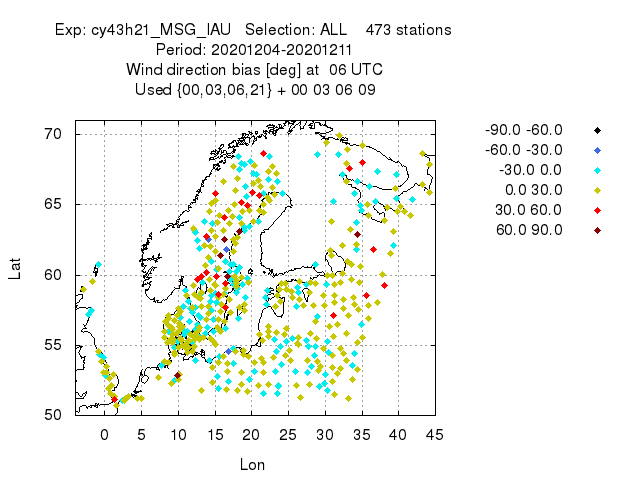 Exp: cy43h21_MSG_IAU Selection: ALL 473 stations
Period: 20201204-20201211
Wind direction bias [deg] at 06 UTC
Used {00,03,06,21} + 00 03 06 09
70
65
60
55
50
Lat
0 5 10 15 20 25 30 35 40 45
Lon
-90.0 -60.0
-60.0 -30.0
-30.0 0.0
0.0 30.0
30.0 60.0
60.0 90.0